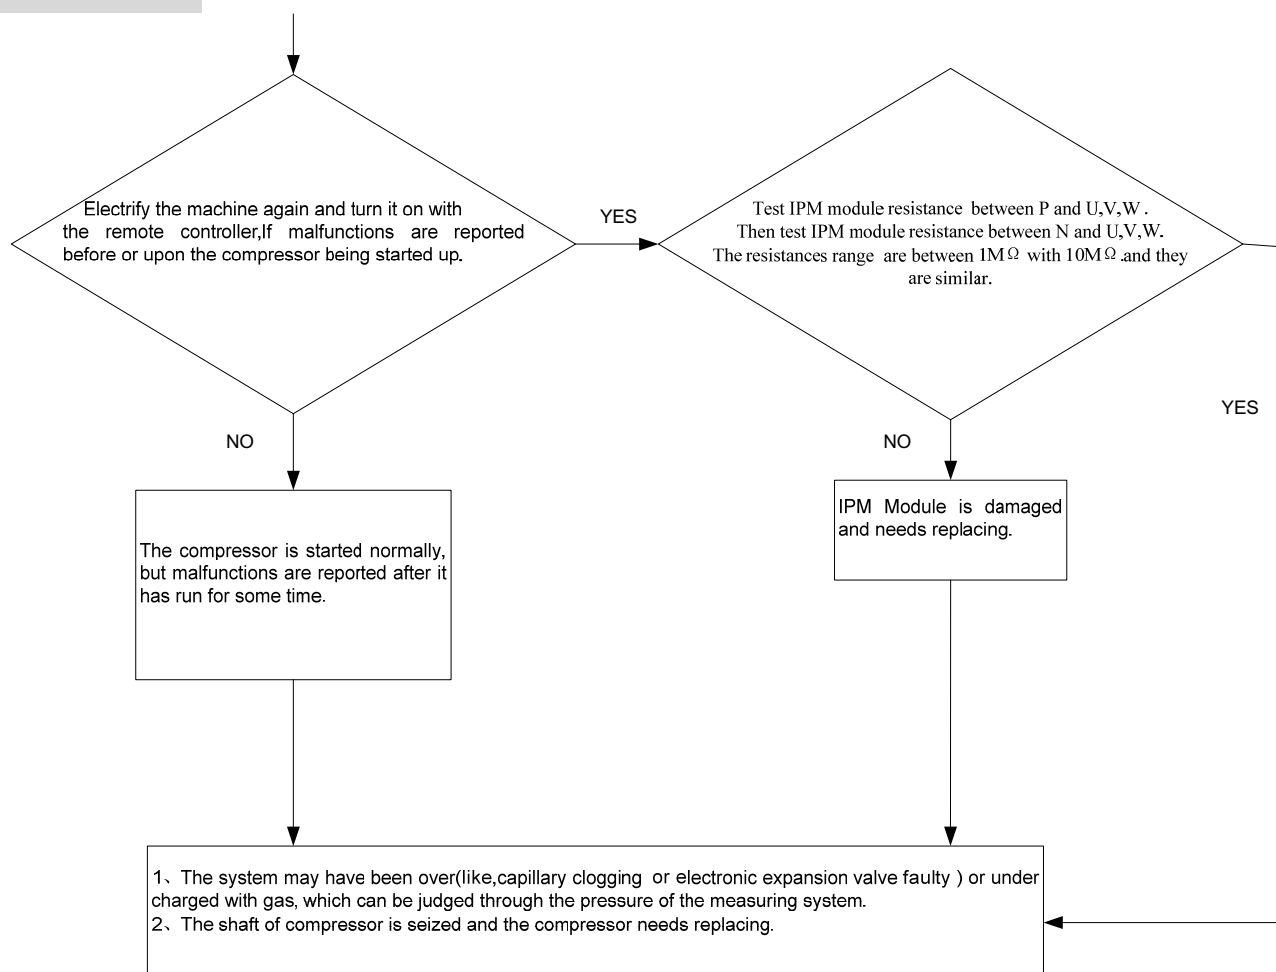 Electrify the machine again and turn it on with
the remote controller,If malfunctions are reported
before or upon the compressor being started up.
YES
Test IPM module resistance between P and U,V,W .
Then test IPM module resistance between N and U,V,W.
The resistances range are between 1MΩ with 10MΩ.and they
are similar.
YES
NO
NO
The compressor is started normally,
but malfunctions are reported after it
has run for some time.
IPM Module is damaged
and needs replacing.
1、The system may have been over(like,capillary clogging or electronic expansion valve faulty ) or under
charged with gas, which can be judged through the pressure of the measuring system.
2、The shaft of compressor is seized and the compressor needs replacing.